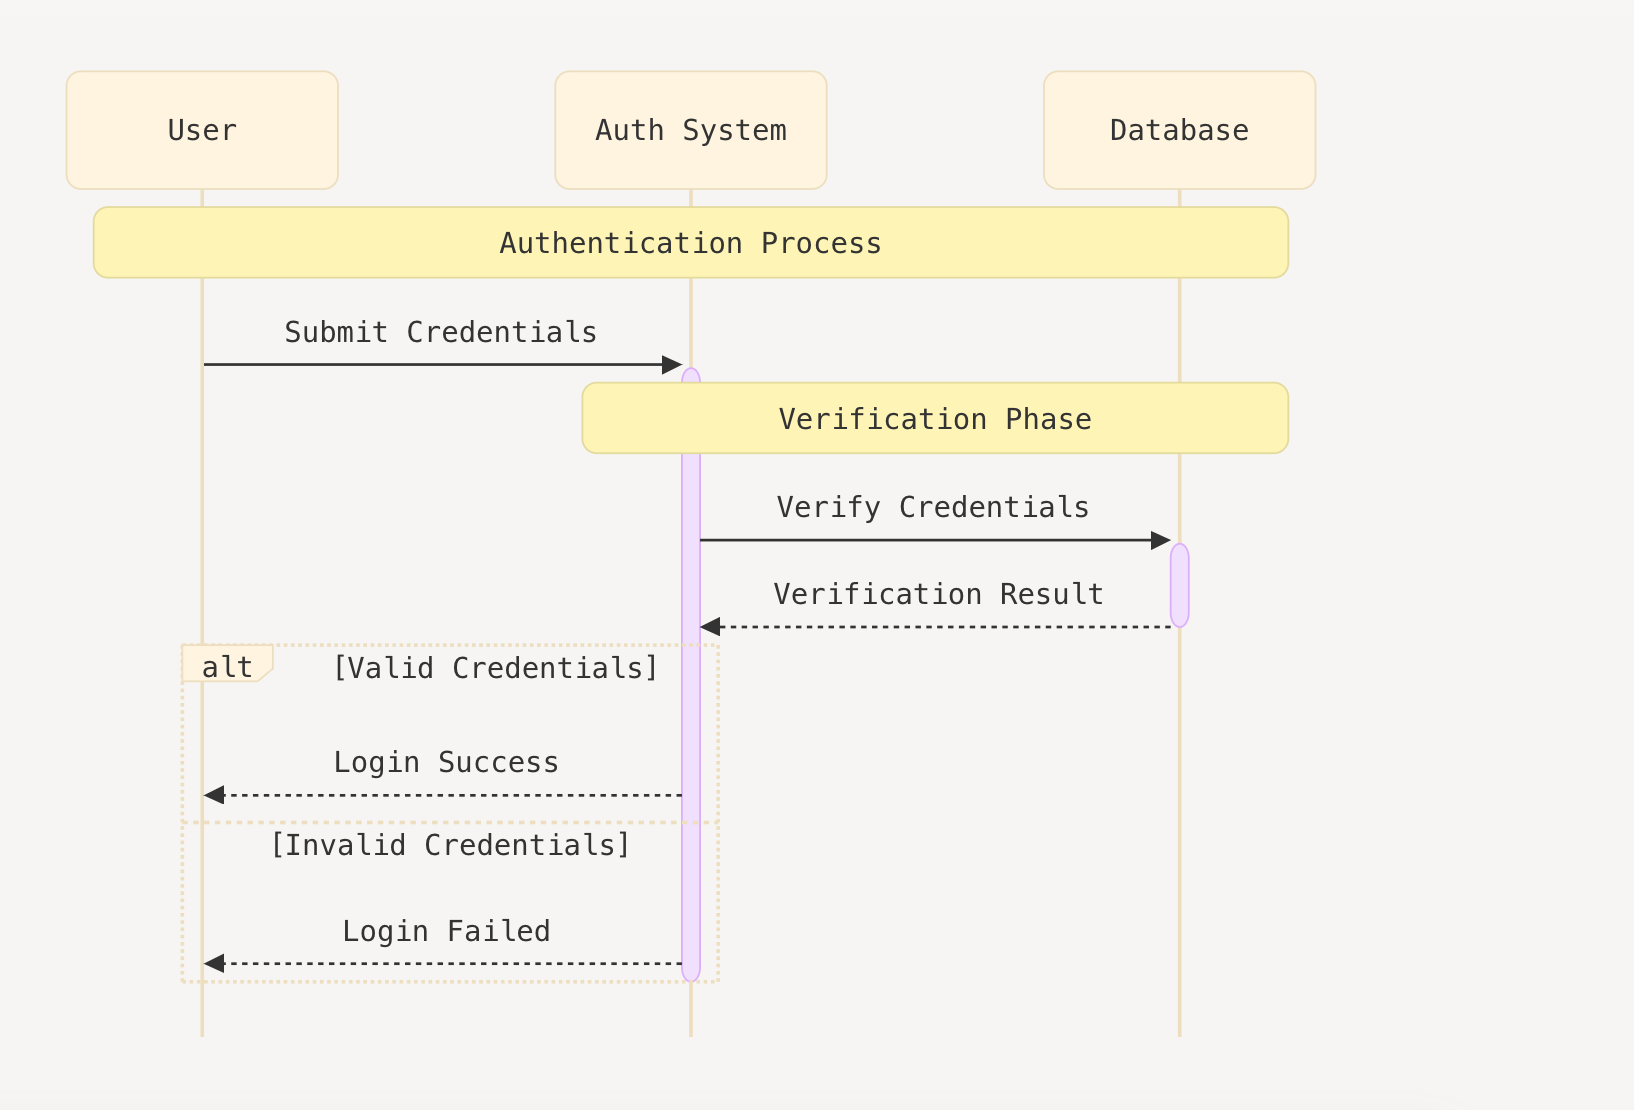 User
Auth System
Database
Authentication Process
Submit Credentials
Verification Phase
Verify Credentials
Verification Result
alt
[Valid Credentials]
Login Success
[Invalid Credentials]
Login Failed